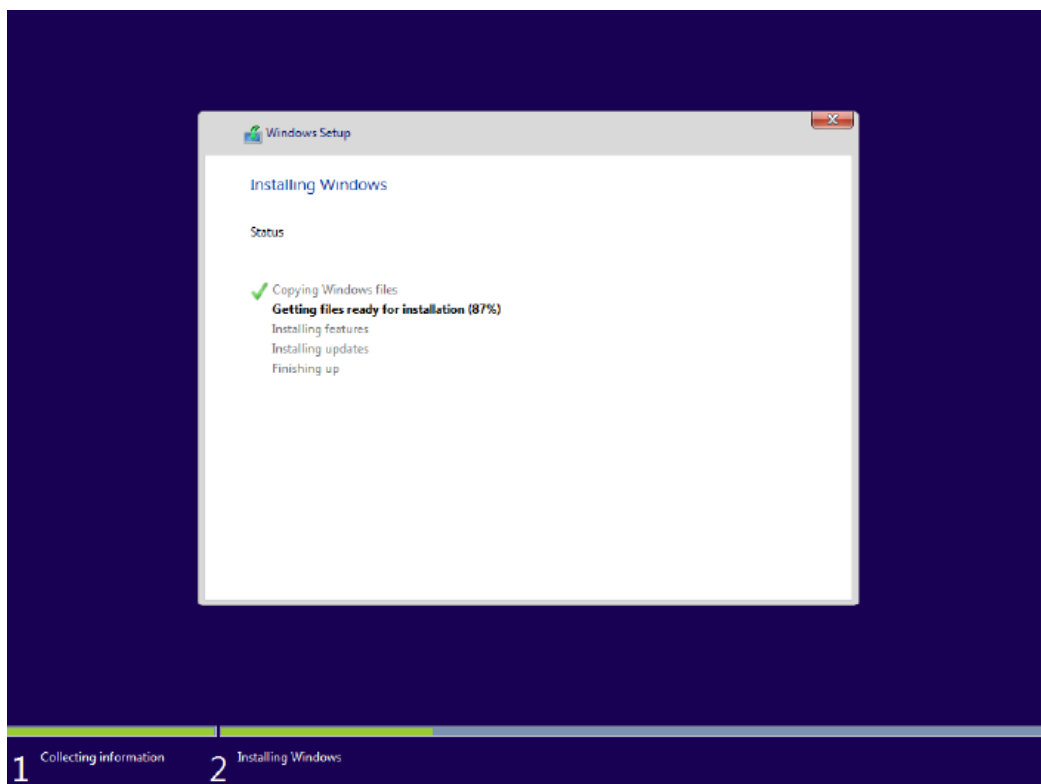 Windows Setup
Installing Windows
Status
Copying Windows files
Getting files ready for installation (87%)
Installing features
Installing updates
Finishing up
1 Collecting information
2 Installing Windows